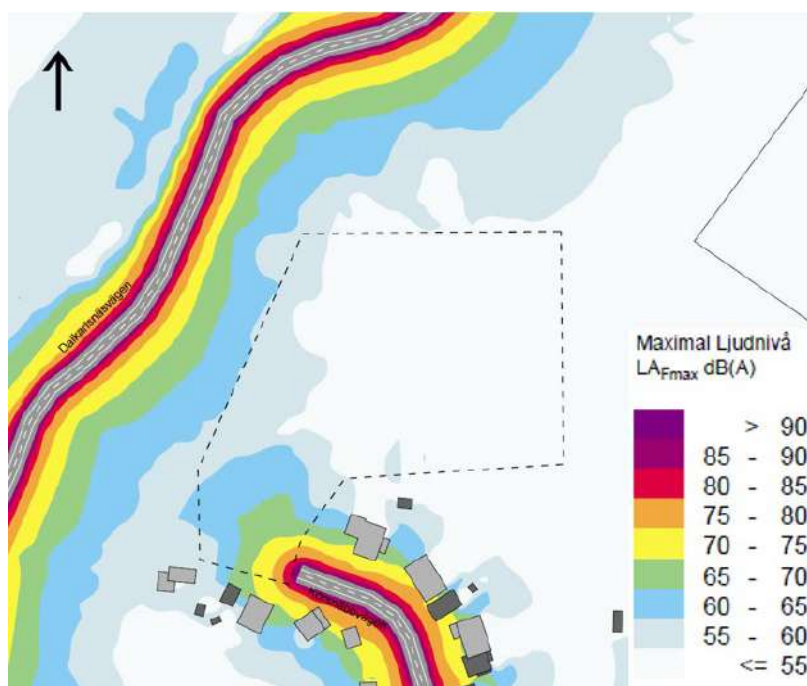 Dalkarlsnäsvägen
Maximal Ljudnivå
LAFmax dB(A)
> 90
85 - 90
80 - 85
75 - 80
70 - 75
65 - 70
60 - 65
55 - 60
<= 55